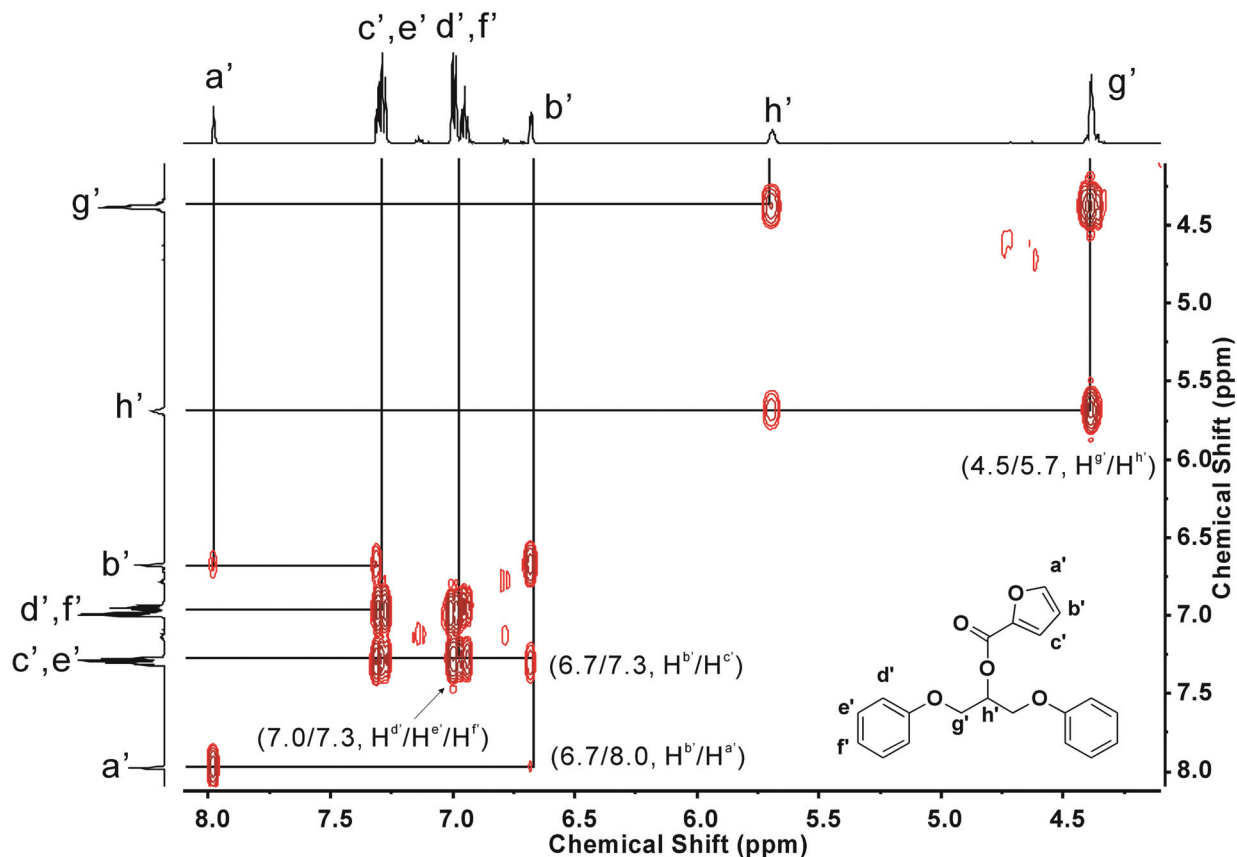 c’,e’ d’,f’
a’ b’ h’ g’
g’
h’
b’
d’,f’
c’,e’
a’
4.5
5.0
5.5
6.0
6.5
7.0
7.5
8.0
Chemical Shift (ppm)
(4.5/5.7, Hg’/Hh’)
(6.7/7.3, Hb’/Hc’)
(7.0/7.3, Hd’/He’/Hf’)
(6.7/8.0, Hb’/Ha’)
a'
O
b'
O
c'
O
d'
O O
e'
g' h'
f'
8.0 7.5 7.0 6.5 6.0 5.5 5.0 4.5
Chemical Shift (ppm)